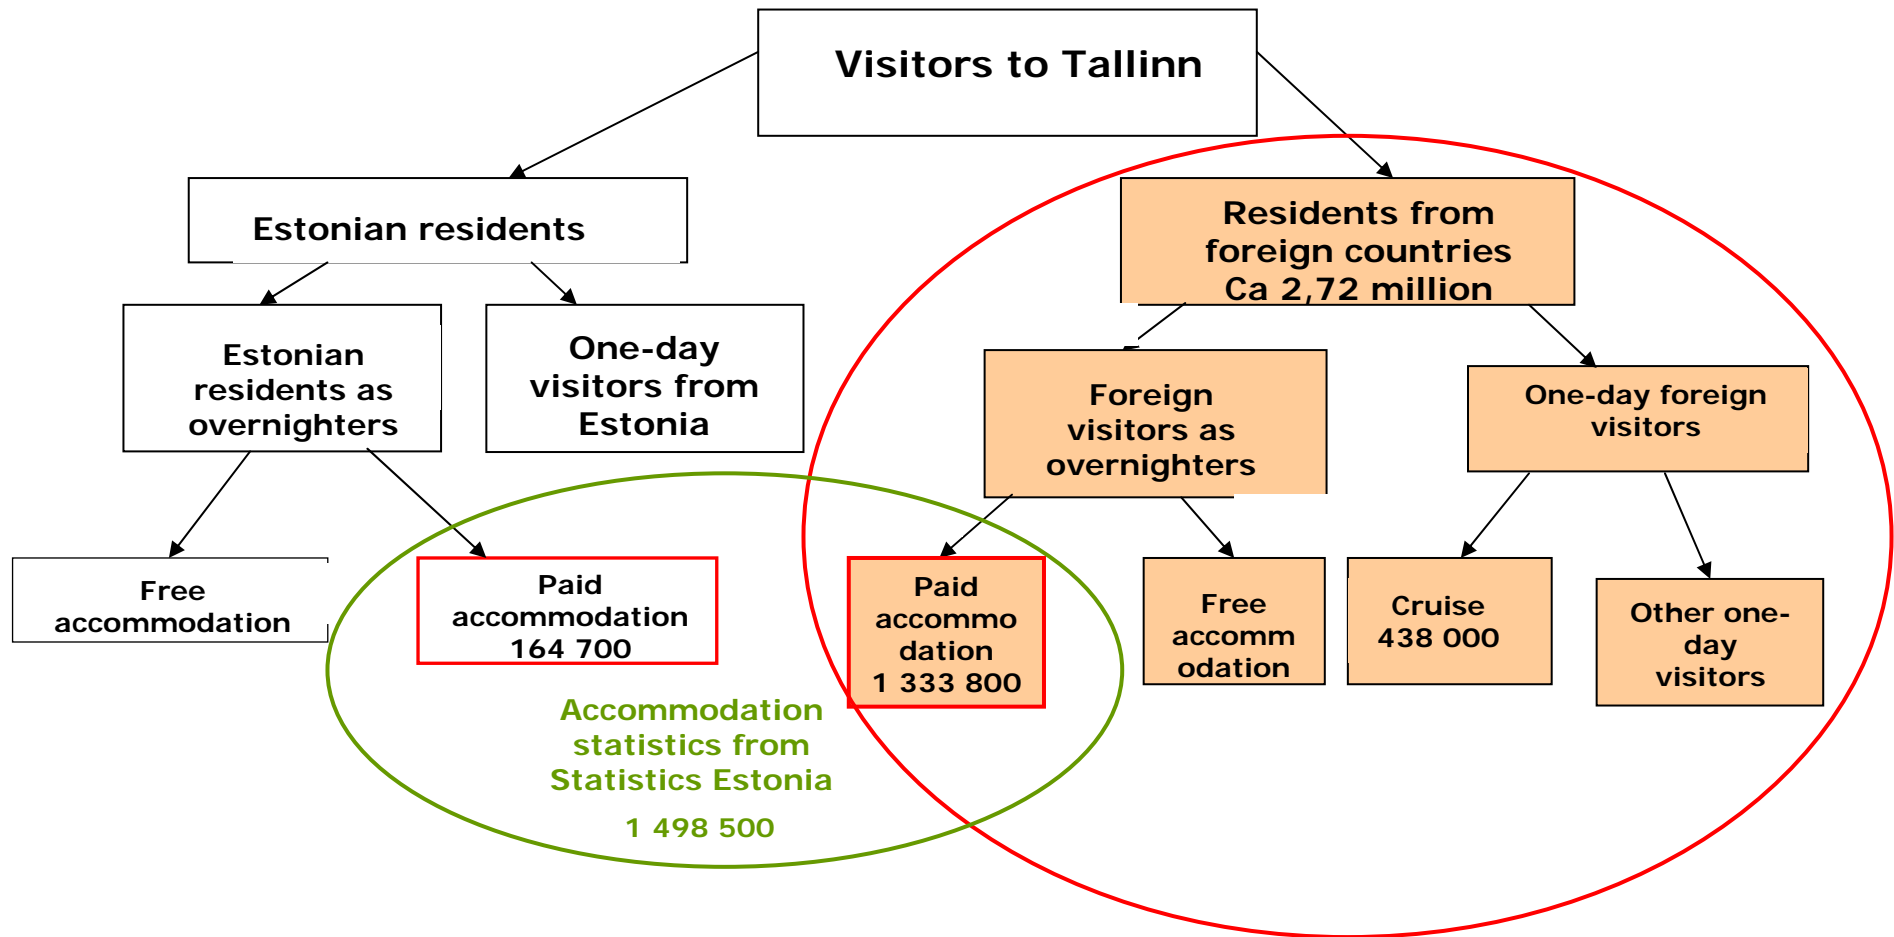 Visitors to Tallinn
Estonian residents
Residents from
foreign countries
Ca 2,72 million
Estonian
residents as
overnighters
One-day
visitors from
Estonia
Foreign
visitors as
overnighters
One-day foreign
visitors
Free
accommodation
Paid
accommodation
164 700
Paid
accommo
dation
1 333 800
Free
accomm
odation
Cruise
438 000
Other one-
day
visitors
Accommodation
statistics from
Statistics Estonia
1 498 500